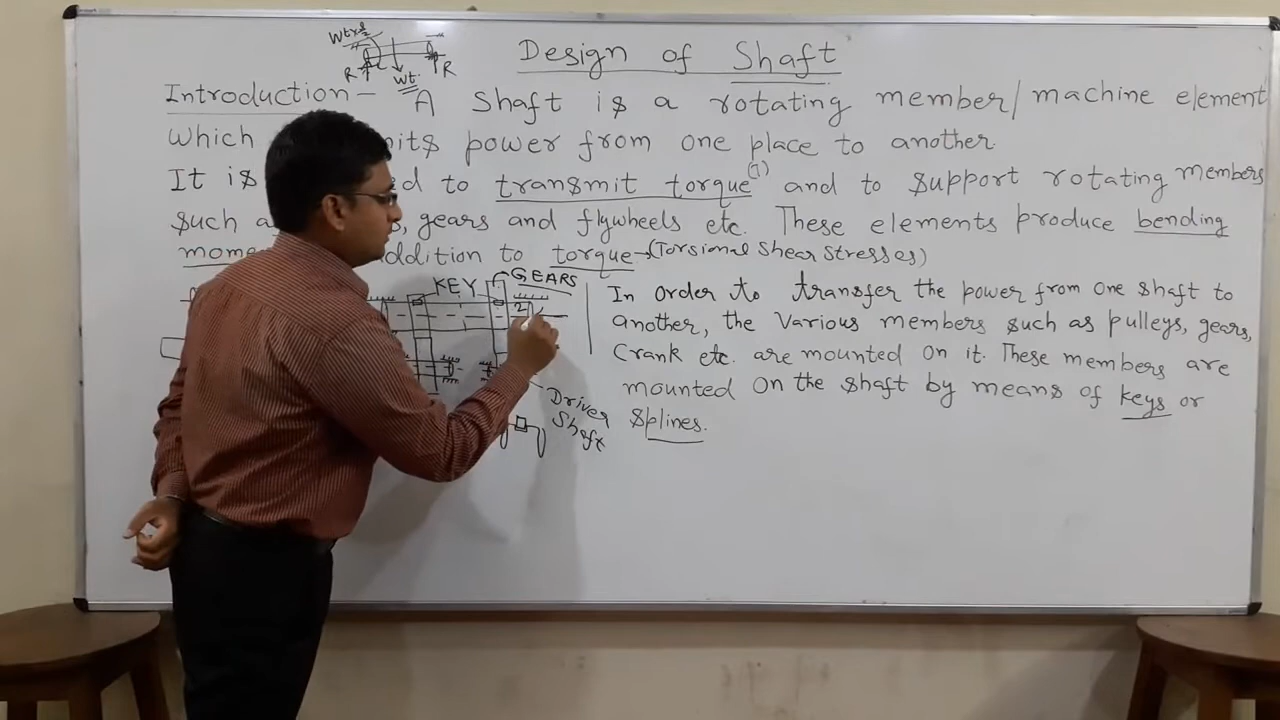 Design of Shaft
Wt x l/2
R Wt. R
Introduction – A Shaft is a rotating member/machine element
Which power from one place to another.
It is to transmit torque (1) and to support rotating members
such gears and flywheels etc. These elements produce bending
addition to torque → (Torsional Shear Stresses)
KEY GEARS
Driver
Shaft
In Order to transfer the power from one shaft to
another, the Various members such as pulleys, gears,
Crank etc. are mounted on it. These members are
mounted on the shaft by means of keys or
splines.